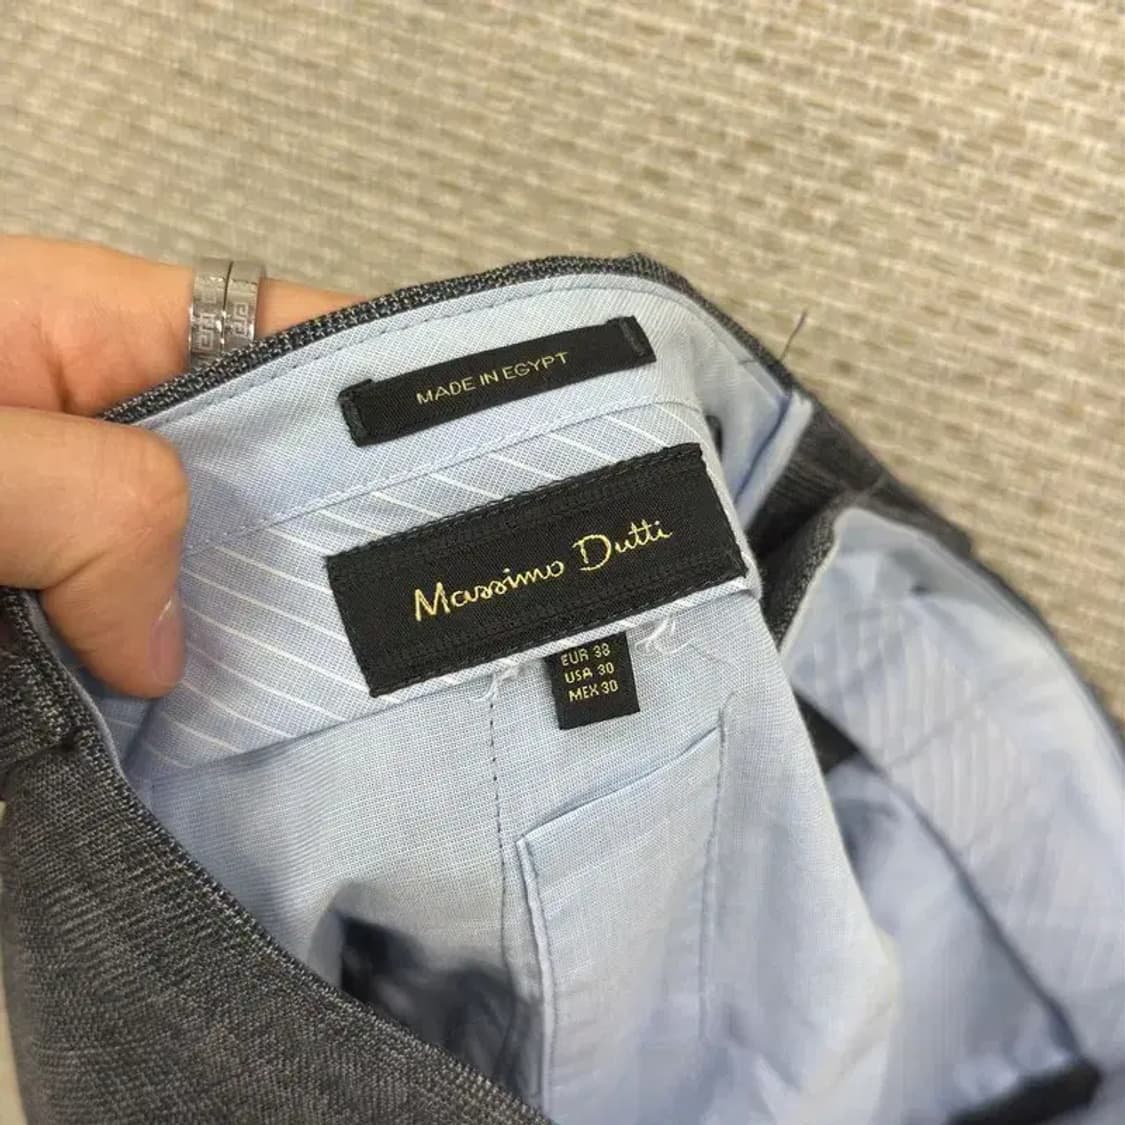 MADE IN EGYPT
Massimo Dutti
EUR 38
USA 30
MEX 30